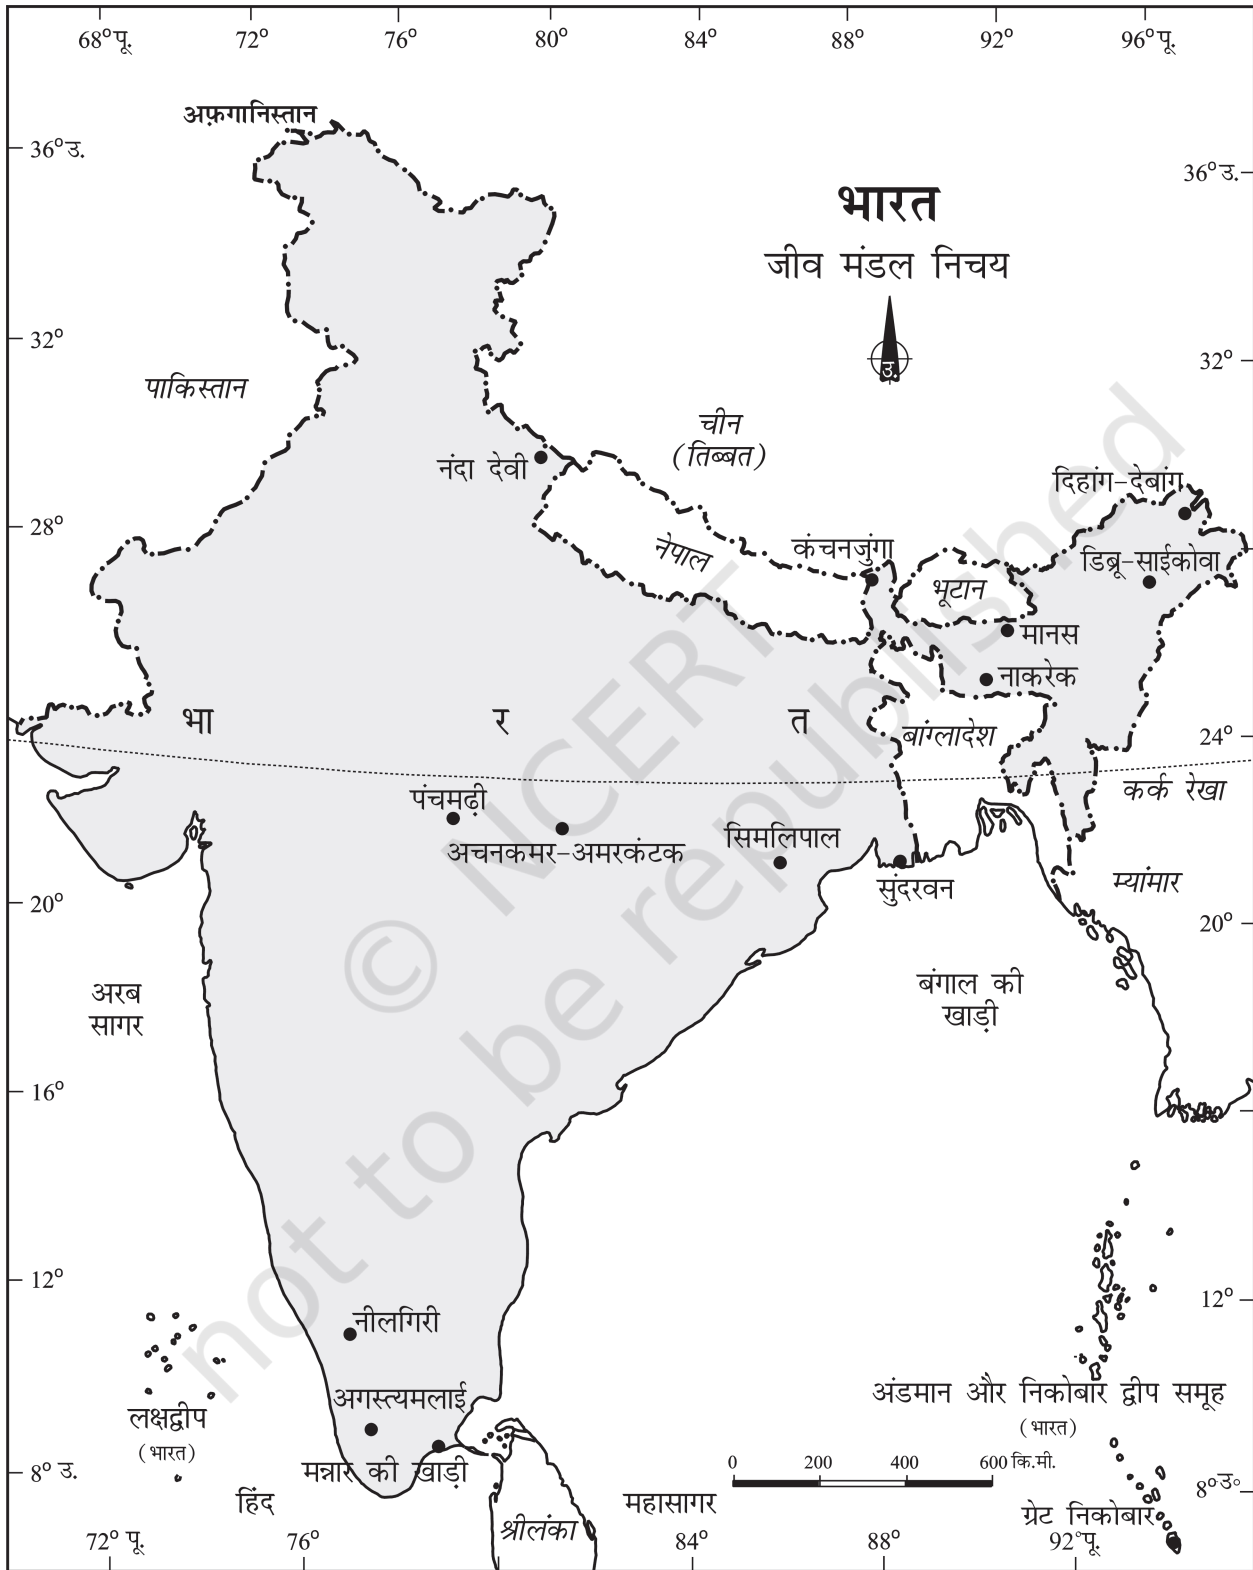 68° पू.
72°
76°
80°
84°
88°
92°
96° पू.
अफ़गानिस्तान
36° उ.
36° उ.
भारत
जीव मंडल निचय
उ.
32°
32°
पाकिस्तान
चीन
(तिब्बत)
नंदा देवी
दिहांग-देबांग
28°
नेपाल
कंचनजुंगा
डिब्रू-साईकोवा
भूटान
मानस
नाकरेक
भा र त
बांग्लादेश
24°
कर्क रेखा
पंचमढ़ी
अचनकमर-अमरकंटक
सिमलिपाल
सुंदरवन
म्यांमार
20°
20°
अरब
सागर
बंगाल की
खाड़ी
16°
12°
12°
नीलगिरी
अगस्त्यमलाई
लक्षद्वीप
(भारत)
मन्नार की खाड़ी
अंडमान और निकोबार द्वीप समूह
(भारत)
0 200 400 600 कि.मी.
8° उ.
8°उ॰
हिंद
महासागर
श्रीलंका
ग्रेट निकोबार
72° पू.
76°
84°
88°
92°पू.
© NCERT
not to be republished